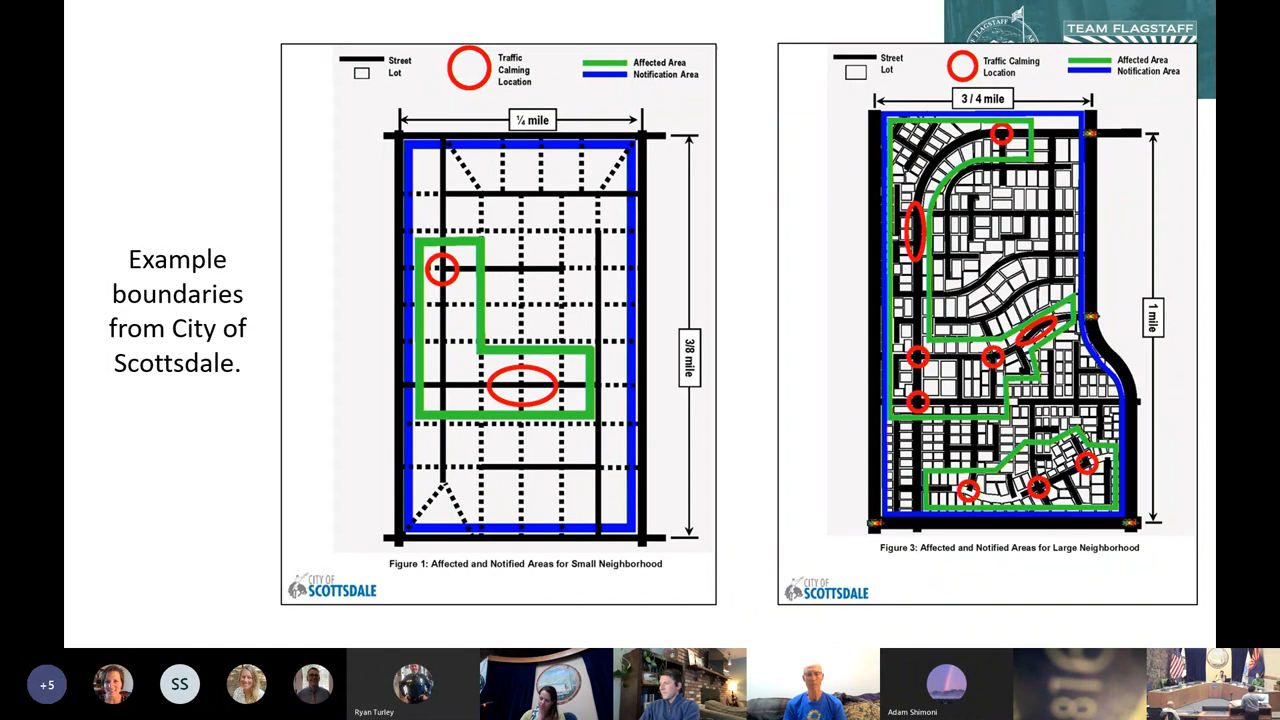 FLAGSTAFF
TEAM FLAGSTAFF
Example
boundaries
from City of
Scottsdale.
Street
Lot
Traffic
Calming
Location
Affected Area
Notification Area
¼ mile
3/8 mile
Figure 1: Affected and Notified Areas for Small Neighborhood
CITY OF
SCOTTSDALE
Street
Lot
Traffic Calming
Location
Affected Area
Notification Area
3 / 4 mile
1 mile
Figure 3: Affected and Notified Areas for Large Neighborhood
CITY OF
SCOTTSDALE
+5
SS
Ryan Turley
Adam Shimoni